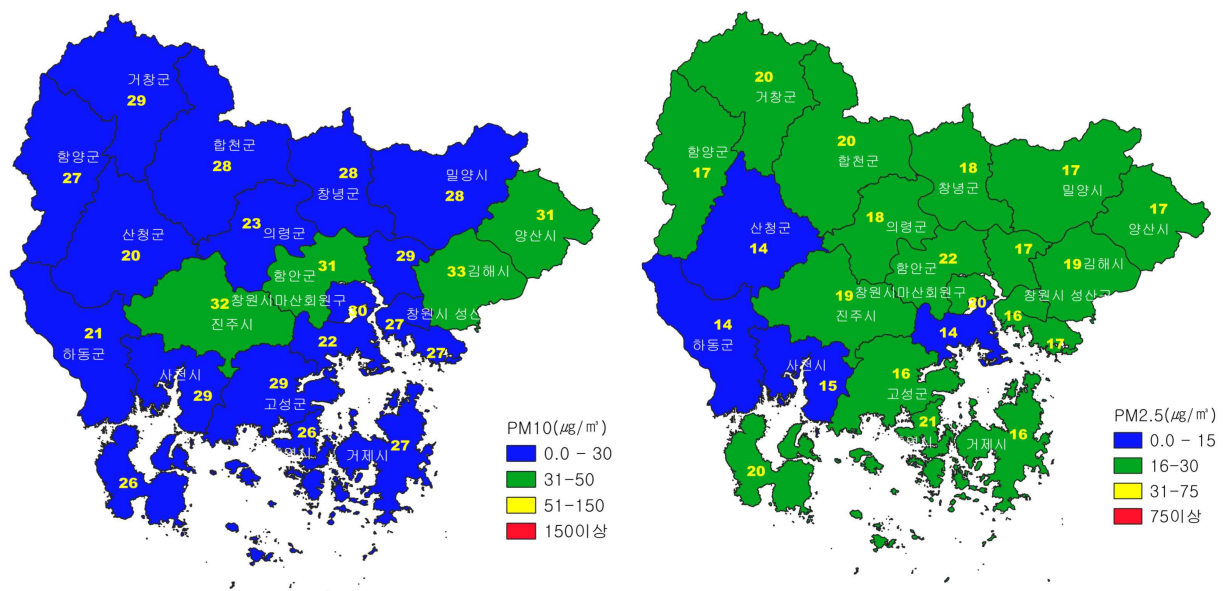 거창군
29
합천군
28
함양군
27
28
창녕군
밀양시
28
31
양산시
산청군
20
23
의령군
31
함안군
29
33 김해시
32
진주시
창원시마산회원구
30
27
창원시 성산
27
22
21
하동군
사천시
29
29
고성군
26
27
거제시
26
PM10(㎍/㎥)
0.0 - 30
31-50
51-150
150이상
20
거창군
20
합천군
함양군
17
18
창녕군
17
밀양시
17
양산시
산청군
14
18
의령군
22
함안군
17
19 김해시
19
진주시
창원시마산회원구
20
창원시 성산구
16
17
14
14
하동군
사천시
15
16
고성군
21
거제시
16
20
PM2.5(㎍/㎥)
0.0 - 15
16-30
31-75
75이상